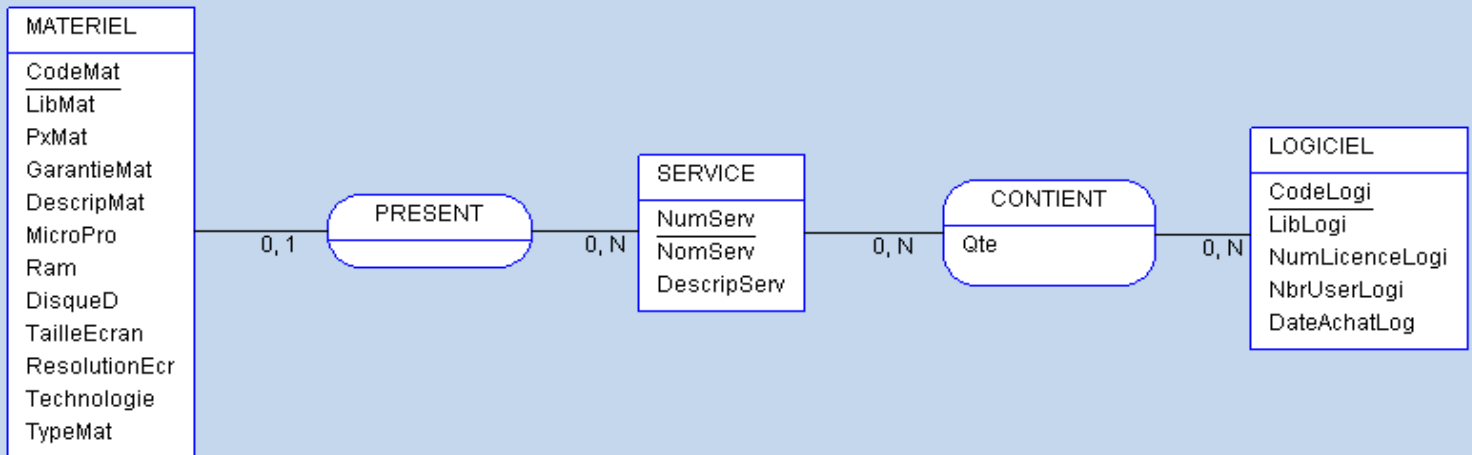 MATERIEL
CodeMat
LibMat
PxMat
GarantieMat
DescripMat
MicroPro
Ram
DisqueD
TailleEcran
ResolutionEcr
Technologie
TypeMat
0, 1
PRESENT
0, N
SERVICE
NumServ
NomServ
DescripServ
0, N
CONTIENT
Qte
0, N
LOGICIEL
CodeLogi
LibLogi
NumLicenceLogi
NbrUserLogi
DateAchatLog